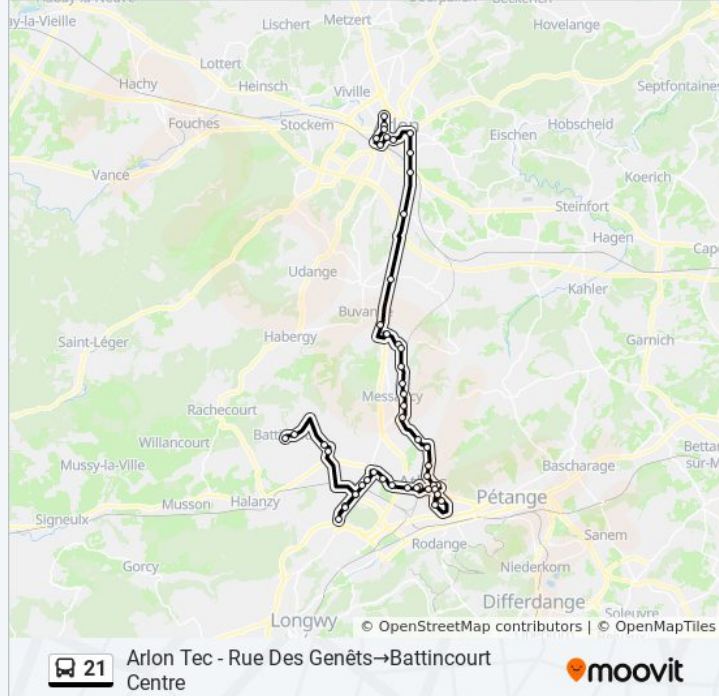 Lischert
Metzert
Hovelange
Lottert
Hachy
Heinsch
Viville
Septfontaines
Fouches
Stockem
Eischen
Hobscheid
Vance
Koerich
Steinfort
Hagen
Udange
Kahler
Buvange
Saint-Léger
Habergy
Garnich
Messancy
Rachecourt
Willancourt
Mussy-la-Ville
Bascharage
Musson
Halanzy
Pétange
Signeulx
Sanem
Rodange
Gorcy
Niederkorn
Differdange
Longwy
© OpenStreetMap contributors | © OpenMapTiles
21
Arlon Tec - Rue Des Genêts→Battincourt
Centre
moovit